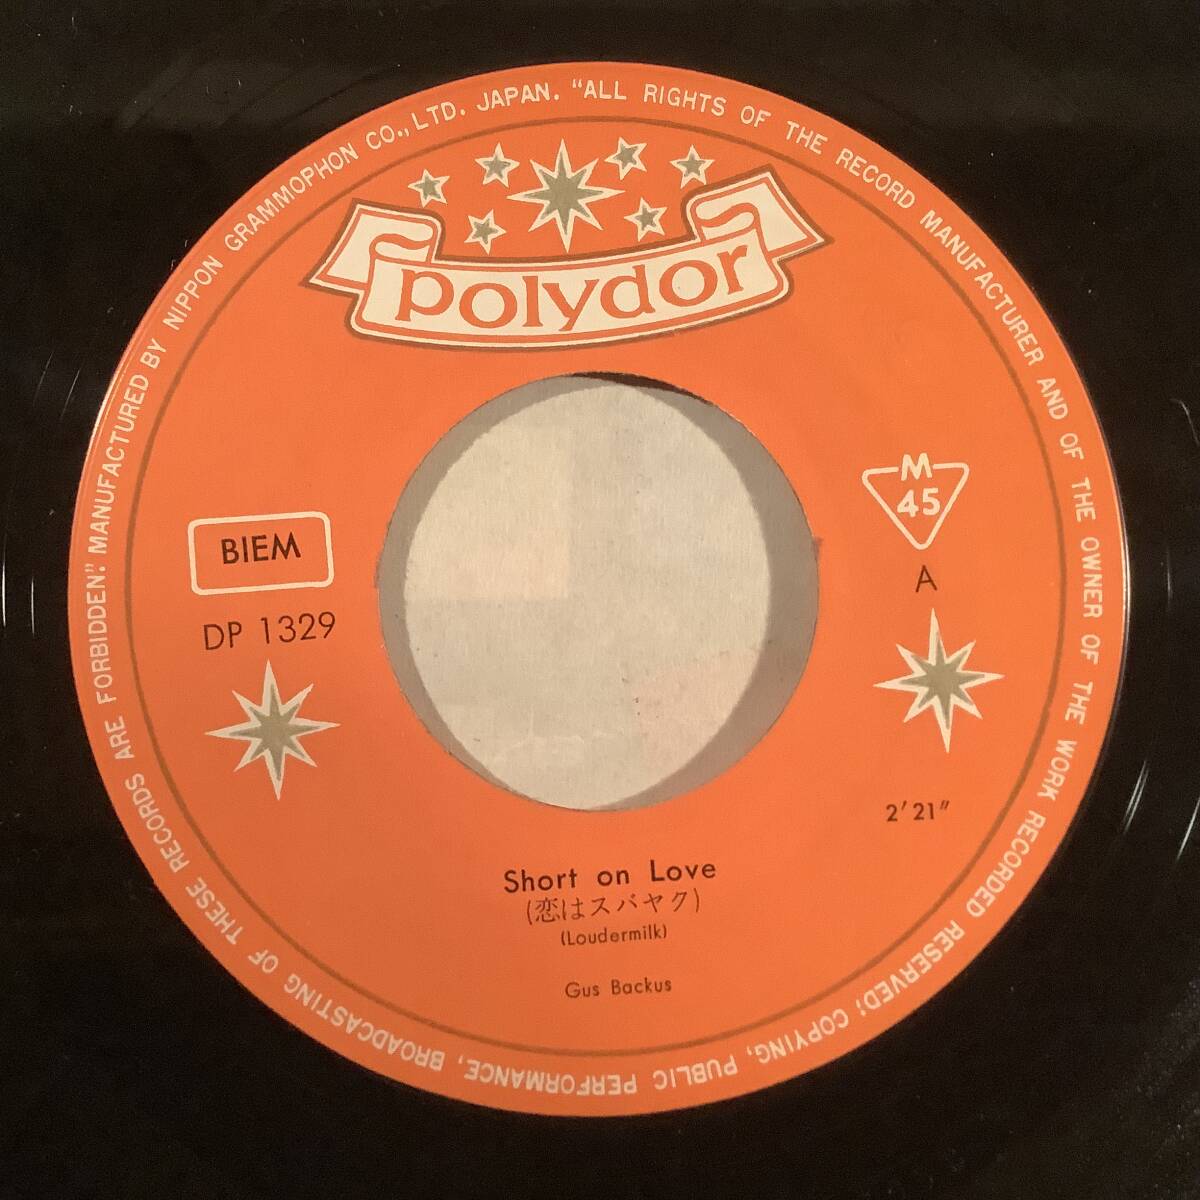 MANUFACTURED BY NIPPON GRAMMOPHON CO., LTD. JAPAN. "ALL RIGHTS OF THE RECORD MANUFACTURER AND OF THE OWNER OF THE WORK RECORDED RESERVED; COPYING, PUBLIC PERFORMANCE, BROADCASTING OF THESE RECORDS ARE FORBIDDEN."
polydor
BIEM
DP 1329
M
45
A
2'21"
Short on Love
(恋はスバヤク)
(Loudermilk)
Gus Backus